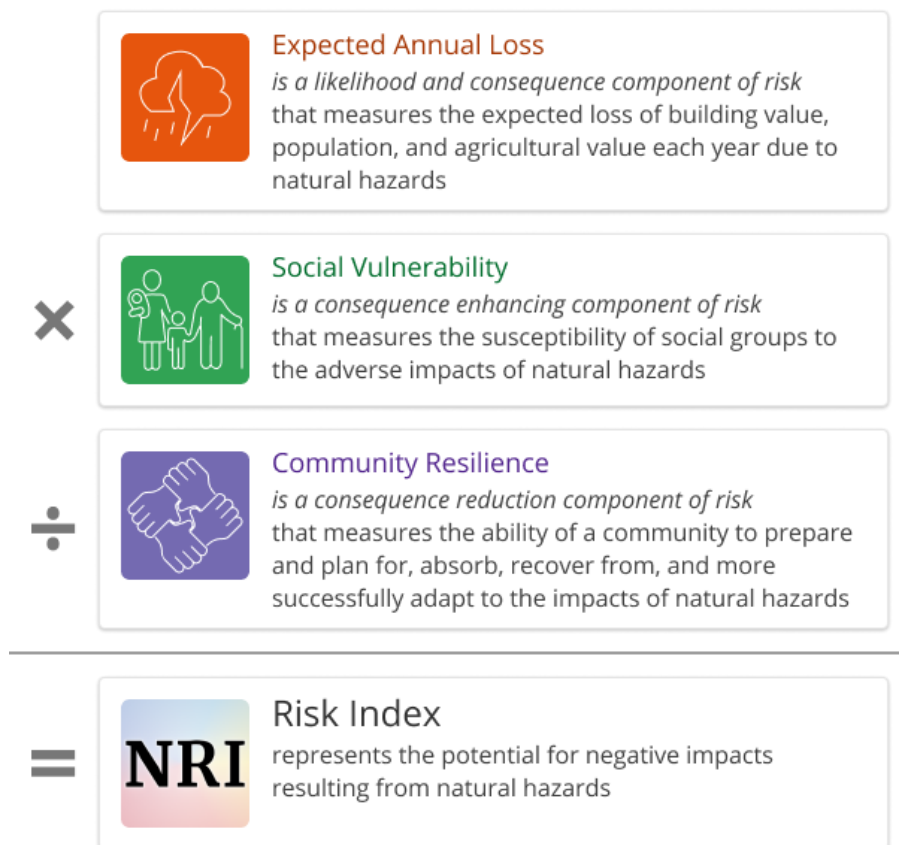 Expected Annual Loss
is a likelihood and consequence component of risk
that measures the expected loss of building value,
population, and agricultural value each year due to
natural hazards
×
Social Vulnerability
is a consequence enhancing component of risk
that measures the susceptibility of social groups to
the adverse impacts of natural hazards
÷
Community Resilience
is a consequence reduction component of risk
that measures the ability of a community to prepare
and plan for, absorb, recover from, and more
successfully adapt to the impacts of natural hazards
=
NRI
Risk Index
represents the potential for negative impacts
resulting from natural hazards